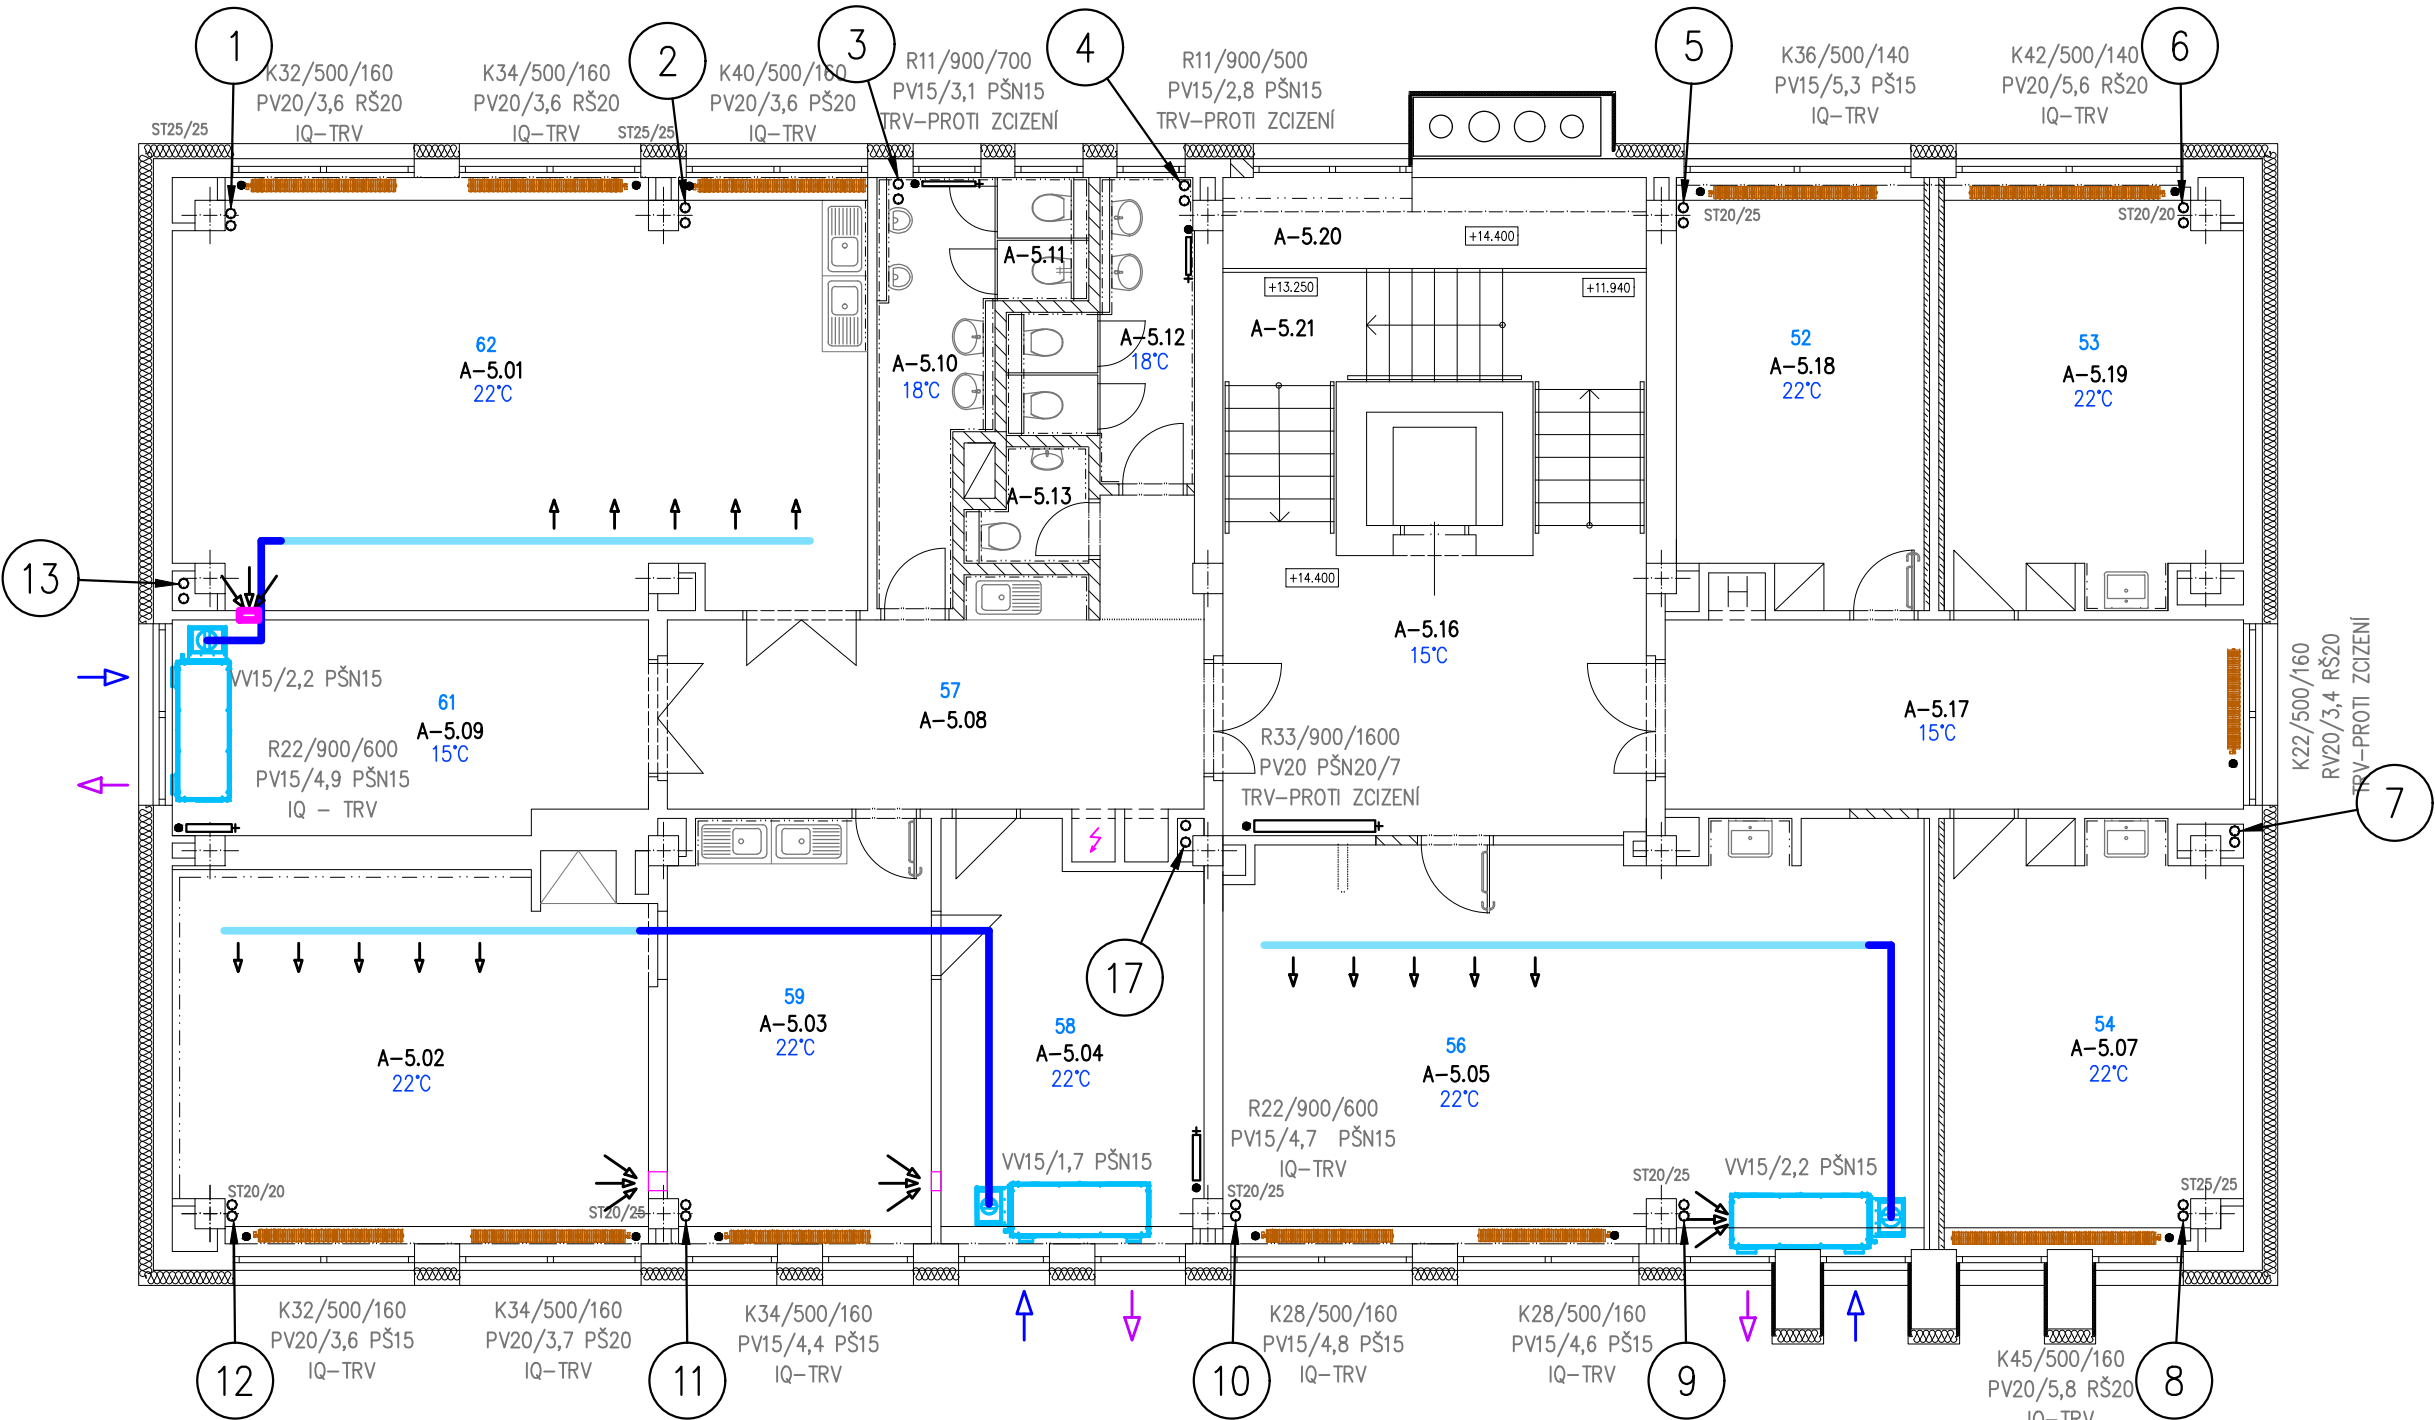 1
2
3
4
5
6
K32/500/160
PV20/3,6 RŠ20
IQ-TRV
K34/500/160
PV20/3,6 RŠ20
IQ-TRV
K40/500/160
PV20/3,6 PŠ20
IQ-TRV
R11/900/700
PV15/3,1 PŠN15
TRV-PROTI ZCIZENÍ
R11/900/500
PV15/2,8 PŠN15
TRV-PROTI ZCIZENÍ
K36/500/140
PV15/5,3 PŠ15
IQ-TRV
K42/500/140
PV20/5,6 RŠ20
IQ-TRV
ST25/25
ST25/25
ST20/25
ST20/20
A-5.20
+14.400
A-5.11
+13.250
+11.940
A-5.21
62
A-5.01
22°C
A-5.10
18°C
A-5.12
18°C
52
A-5.18
22°C
53
A-5.19
22°C
A-5.13
13
+14.400
A-5.16
15°C
VV15/2,2 PŠN15
61
A-5.09
15°C
57
A-5.08
A-5.17
15°C
K22/500/160
RV20/3,4 RŠ20
TRV-PROTI ZCIZENÍ
R22/900/600
PV15/4,9 PŠN15
IQ - TRV
R33/900/1600
PV20 PŠN20/7
TRV-PROTI ZCIZENÍ
7
17
A-5.02
22°C
59
A-5.03
22°C
58
A-5.04
22°C
56
A-5.05
22°C
54
A-5.07
22°C
R22/900/600
PV15/4,7 PŠN15
IQ-TRV
VV15/1,7 PŠN15
VV15/2,2 PŠN15
ST20/20
ST20/25
ST20/25
ST20/25
ST25/25
K32/500/160
PV20/3,6 PŠ15
IQ-TRV
K34/500/160
PV20/3,7 PŠ20
IQ-TRV
K34/500/160
PV15/4,4 PŠ15
IQ-TRV
K28/500/160
PV15/4,8 PŠ15
IQ-TRV
K28/500/160
PV15/4,6 PŠ15
IQ-TRV
K45/500/160
PV20/5,8 RŠ20
IQ-TRV
12
11
10
9
8